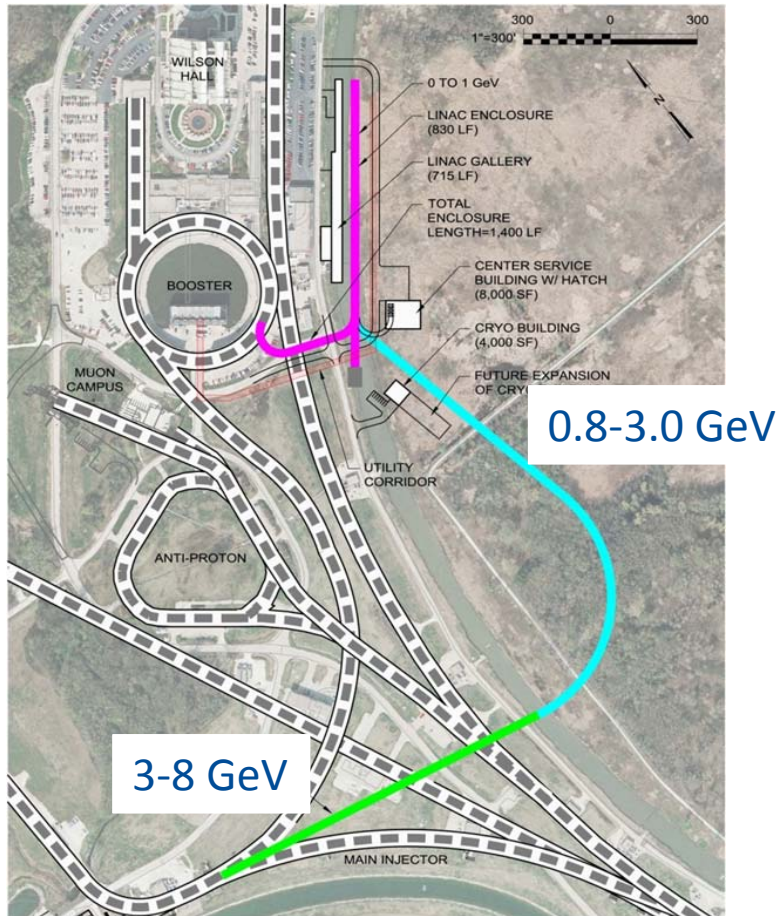 300
0
300
1"=300'
N
WILSON
HALL
0 TO 1 GeV
LINAC ENCLOSURE
(830 LF)
LINAC GALLERY
(715 LF)
TOTAL
ENCLOSURE
LENGTH=1,400 LF
BOOSTER
CENTER SERVICE
BUILDING W/ HATCH
(8,000 SF)
CRYO BUILDING
(4,000 SF)
MUON
CAMPUS
FUTURE EXPANSION
OF
0.8-3.0 GeV
UTILITY
CORRIDOR
ANTI-PROTON
3-8 GeV
MAIN INJECTOR